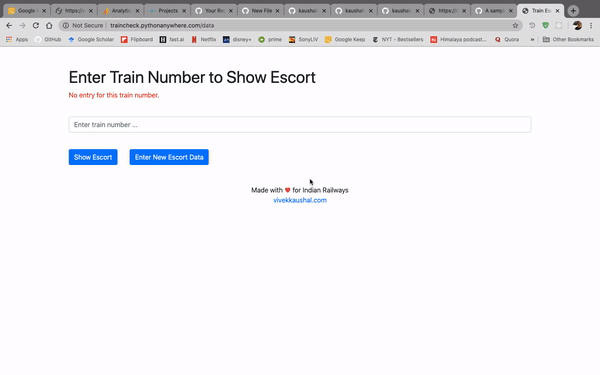 Google
https://
Analyti
Projects
Your Re
New File
kaushal
kaushal
kaushal
https://
A samp
Train Es
Not Secure | traincheck.pythonanywhere.com/data
Apps GitHub Google Scholar Flipboard fast.ai Netflix disney+ prime SonyLIV Google Keep NYT - Bestsellers Himalaya podcast... Quora » Other Bookmarks
Enter Train Number to Show Escort
No entry for this train number.
Enter train number ...
Show Escort Enter New Escort Data
Made with ❤ for Indian Railways
vivekkaushal.com